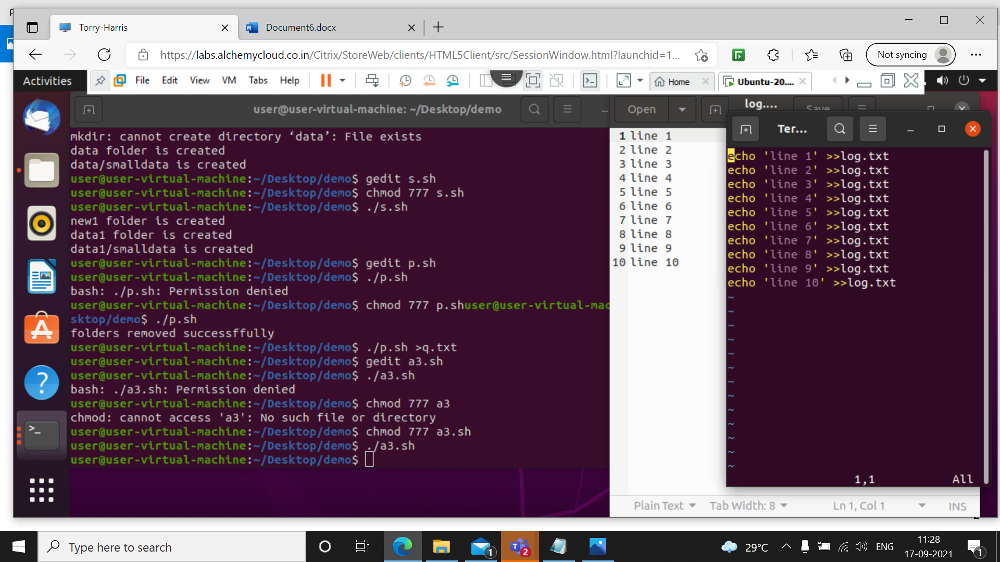 Torry-Harris
Document6.docx
https://labs.alchemycloud.co.in/Citrix/StoreWeb/clients/HTML5Client/src/SessionWindow.html?launchid=1...
Not syncing
Activities
File Edit View VM Tabs Help
Home
Ubuntu-20....
user@user-virtual-machine: ~/Desktop/demo
mkdir: cannot create directory ‘data’: File exists
data folder is created
data/smalldata is created
user@user-virtual-machine:~/Desktop/demo$ gedit s.sh
user@user-virtual-machine:~/Desktop/demo$ chmod 777 s.sh
user@user-virtual-machine:~/Desktop/demo$ ./s.sh
new1 folder is created
data1 folder is created
data1/smalldata is created
user@user-virtual-machine:~/Desktop/demo$ gedit p.sh
user@user-virtual-machine:~/Desktop/demo$ ./p.sh
bash: ./p.sh: Permission denied
user@user-virtual-machine:~/Desktop/demo$ chmod 777 p.shuser@user-virtual-mac
sktop/demo$ ./p.sh
folders removed successffully
user@user-virtual-machine:~/Desktop/demo$ ./p.sh >q.txt
user@user-virtual-machine:~/Desktop/demo$ gedit a3.sh
user@user-virtual-machine:~/Desktop/demo$ ./a3.sh
bash: ./a3.sh: Permission denied
user@user-virtual-machine:~/Desktop/demo$ chmod 777 a3
chmod: cannot access 'a3': No such file or directory
user@user-virtual-machine:~/Desktop/demo$ chmod 777 a3.sh
user@user-virtual-machine:~/Desktop/demo$ ./a3.sh
user@user-virtual-machine:~/Desktop/demo$
Open
log....
Save
1 line 1
2 line 2
3 line 3
4 line 4
5 line 5
6 line 6
7 line 7
8 line 8
9 line 9
10 line 10
Plain Text
Tab Width: 8
Ln 1, Col 1
INS
Ter...
echo 'line 1' >>log.txt
echo 'line 2' >>log.txt
echo 'line 3' >>log.txt
echo 'line 4' >>log.txt
echo 'line 5' >>log.txt
echo 'line 6' >>log.txt
echo 'line 7' >>log.txt
echo 'line 8' >>log.txt
echo 'line 9' >>log.txt
echo 'line 10' >>log.txt
~
~
~
~
~
~
~
~
~
~
~
~
~
1,1 All
Type here to search
1
2
29°C
ENG
11:28
17-09-2021
1